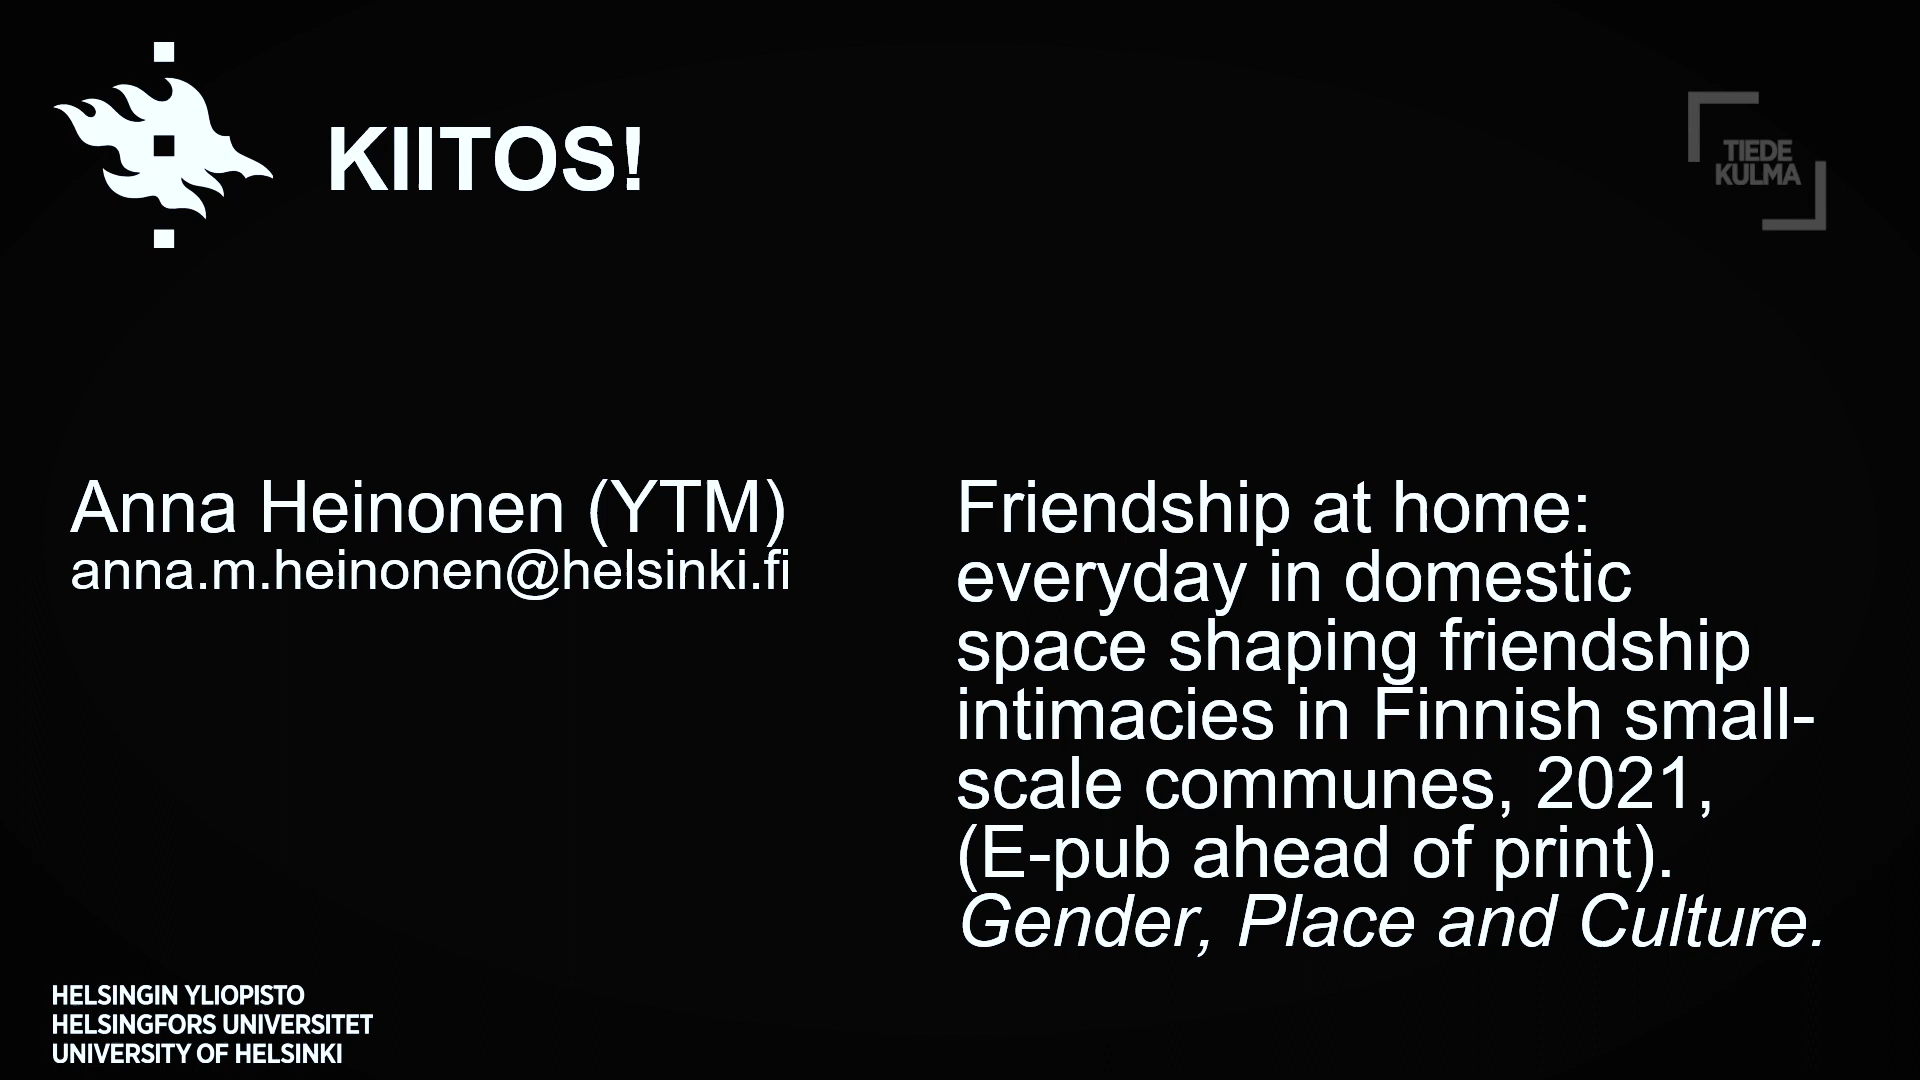 KIITOS!
TIEDE
KULMA
Anna Heinonen (YTM)
anna.m.heinonen@helsinki.fi
Friendship at home:
everyday in domestic
space shaping friendship
intimacies in Finnish small-
scale communes, 2021,
(E-pub ahead of print).
Gender, Place and Culture.
HELSINGIN YLIOPISTO
HELSINGFORS UNIVERSITET
UNIVERSITY OF HELSINKI